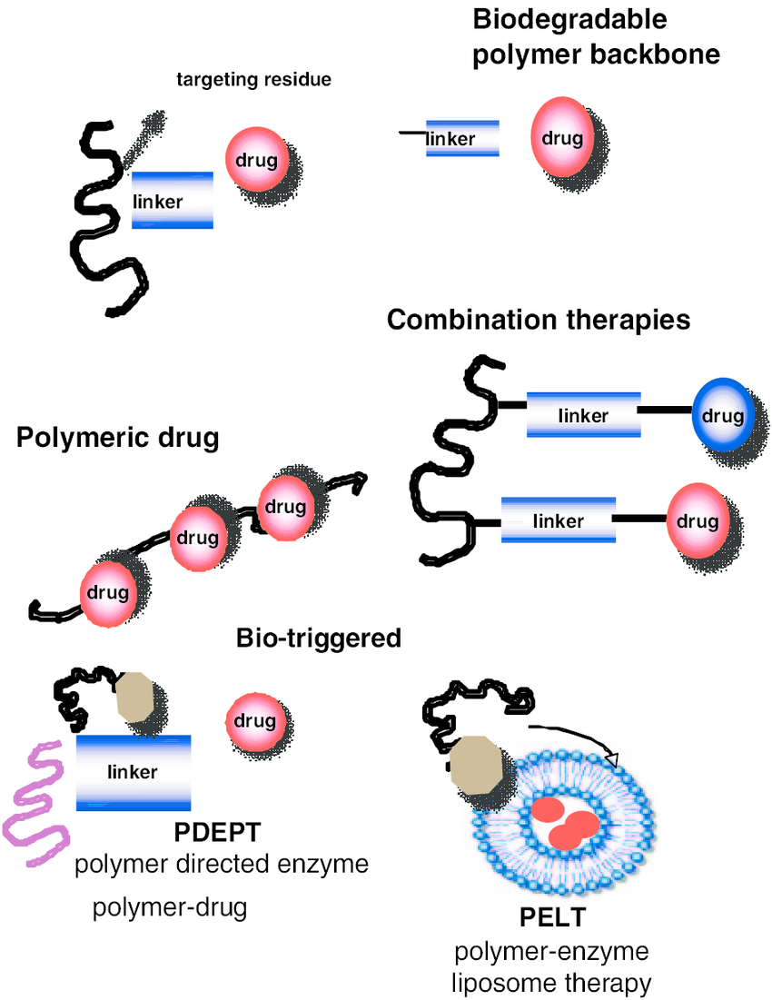 Biodegradable
polymer backbone
targeting residue
drug
linker
linker
drug
Combination therapies
linker
drug
linker
drug
Polymeric drug
drug
drug
drug
Bio-triggered
drug
linker
PDEPT
polymer directed enzyme
polymer-drug
PELT
polymer-enzyme
liposome therapy